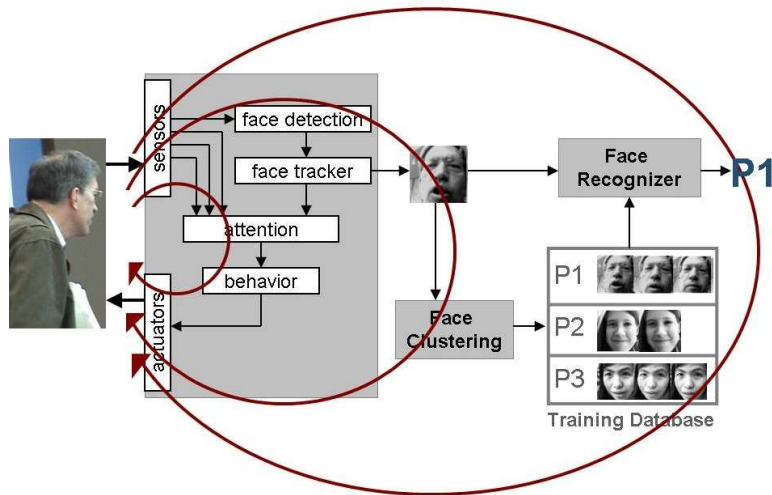 sensors
face detection
face tracker
attention
behavior
actuators
Face
Clustering
Face
Recognizer
P1
P1
P2
P3
Training Database